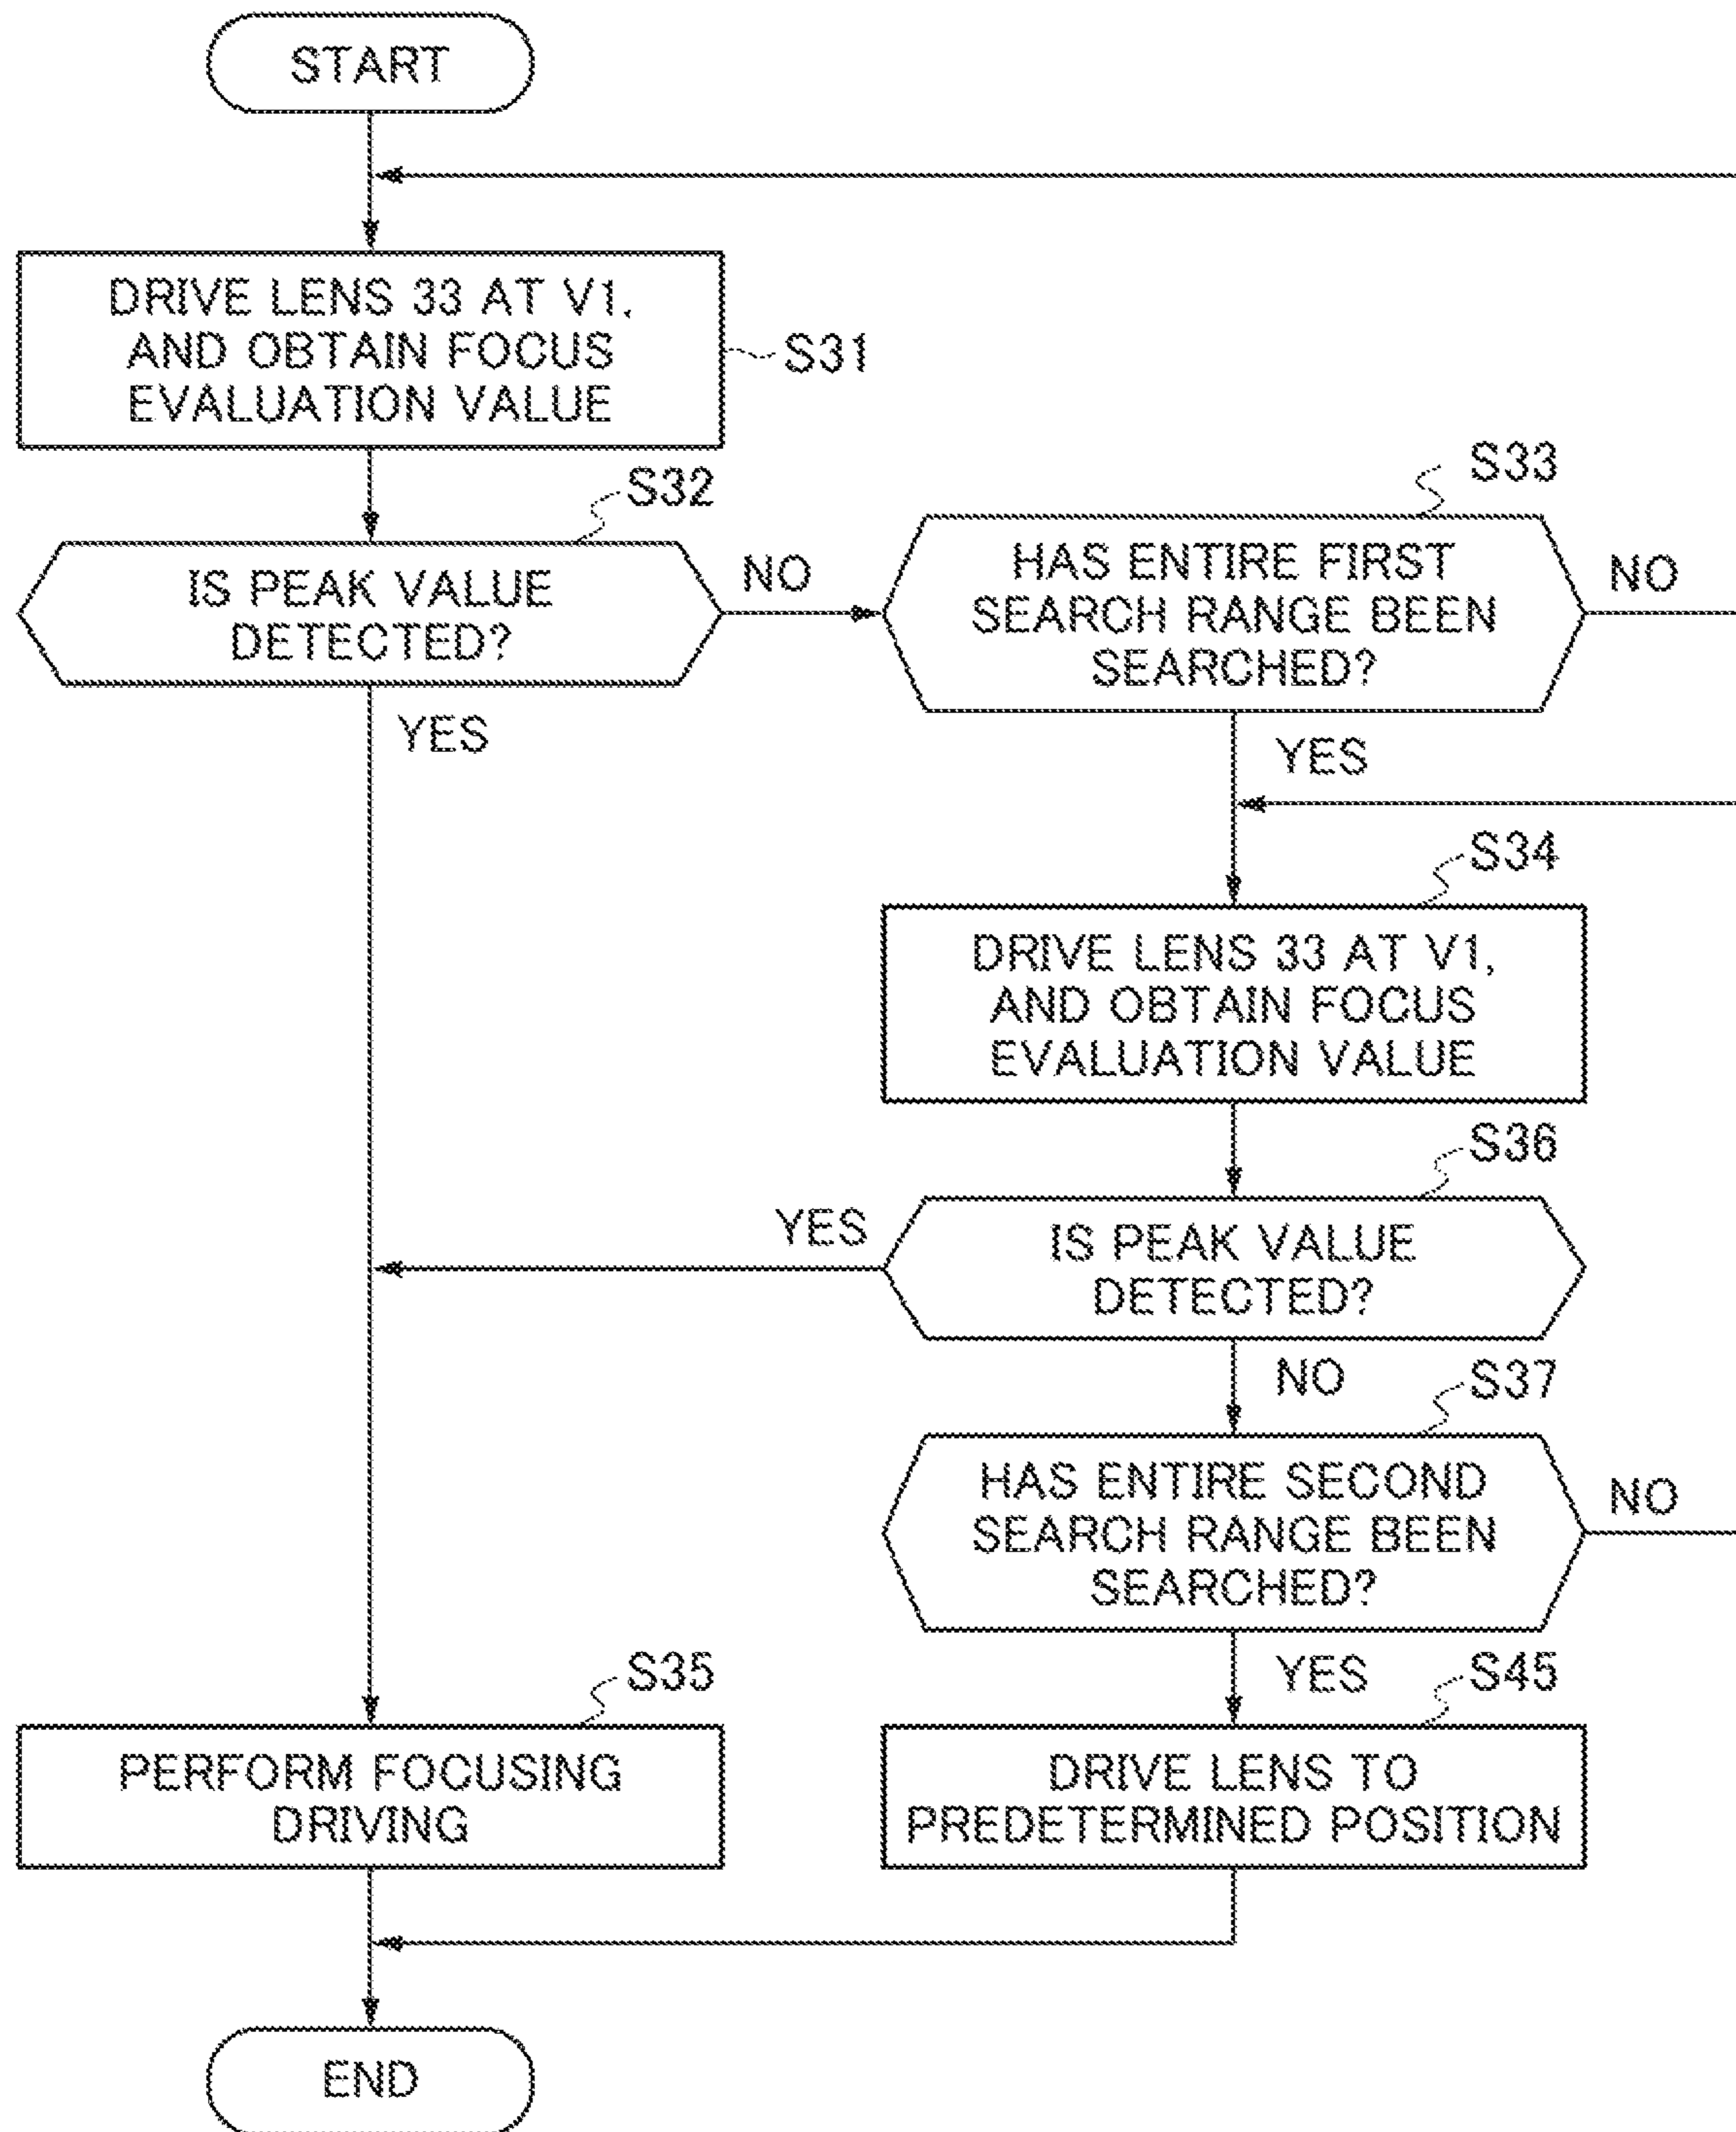 START
DRIVE LENS 33 AT V1,
AND OBTAIN FOCUS
EVALUATION VALUE
S31
S32
IS PEAK VALUE
DETECTED?
NO
YES
S33
HAS ENTIRE FIRST
SEARCH RANGE BEEN
SEARCHED?
NO
YES
S34
DRIVE LENS 33 AT V1,
AND OBTAIN FOCUS
EVALUATION VALUE
S36
IS PEAK VALUE
DETECTED?
YES
NO
S37
HAS ENTIRE SECOND
SEARCH RANGE BEEN
SEARCHED?
NO
YES
S35
PERFORM FOCUSING
DRIVING
S45
DRIVE LENS TO
PREDETERMINED POSITION
END